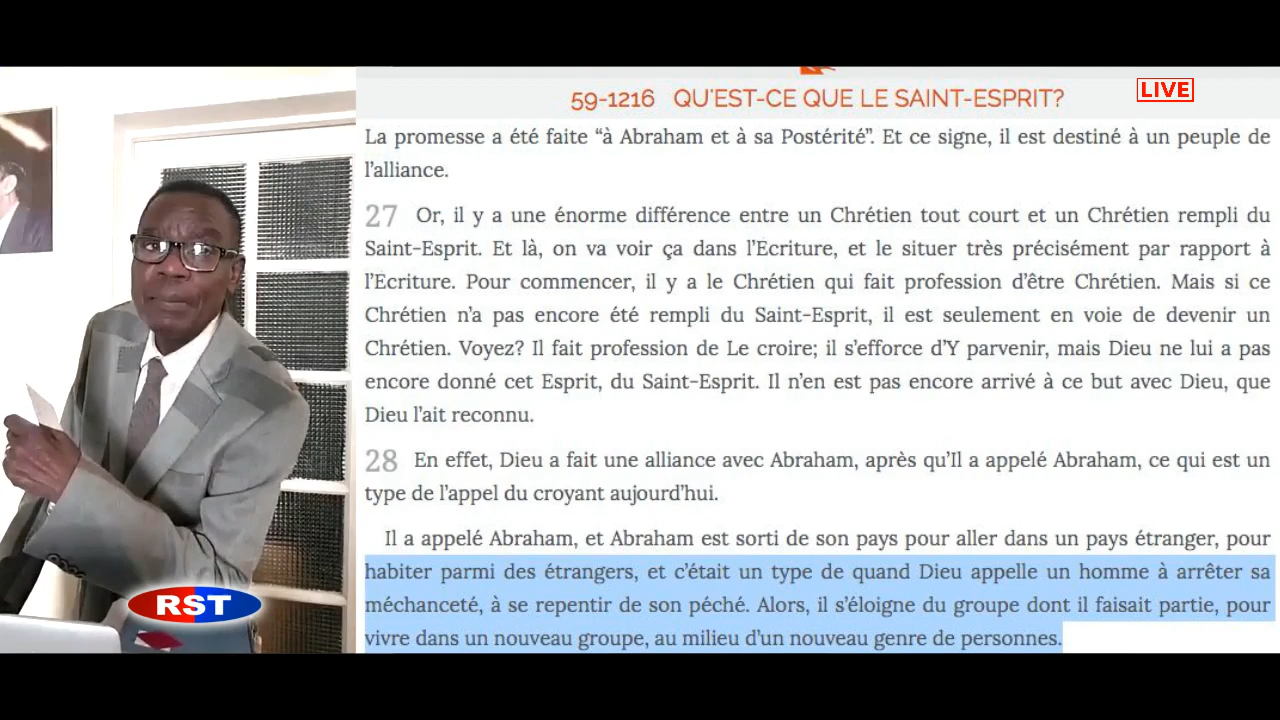 59-1216 QU'EST-CE QUE LE SAINT-ESPRIT?
LIVE
La promesse a été faite “à Abraham et à sa Postérité”. Et ce signe, il est destiné à un peuple de
l'alliance.
27 Or, il y a une énorme différence entre un Chrétien tout court et un Chrétien rempli du
Saint-Esprit. Et là, on va voir ça dans l'Ecriture, et le situer très précisément par rapport à
l'Ecriture. Pour commencer, il y a le Chrétien qui fait profession d'être Chrétien. Mais si ce
Chrétien n'a pas encore été rempli du Saint-Esprit, il est seulement en voie de devenir un
Chrétien. Voyez? Il fait profession de Le croire; il s'efforce d'Y parvenir, mais Dieu ne lui a pas
encore donné cet Esprit, du Saint-Esprit. Il n'en est pas encore arrivé à ce but avec Dieu, que
Dieu l'ait reconnu.
28 En effet, Dieu a fait une alliance avec Abraham, après qu'Il a appelé Abraham, ce qui est un
type de l'appel du croyant aujourd'hui.
Il a appelé Abraham, et Abraham est sorti de son pays pour aller dans un pays étranger, pour
habiter parmi des étrangers, et c'était un type de quand Dieu appelle un homme à arrêter sa
méchanceté, à se repentir de son péché. Alors, il s'éloigne du groupe dont il faisait partie, pour
vivre dans un nouveau groupe, au milieu d'un nouveau genre de personnes.
RST